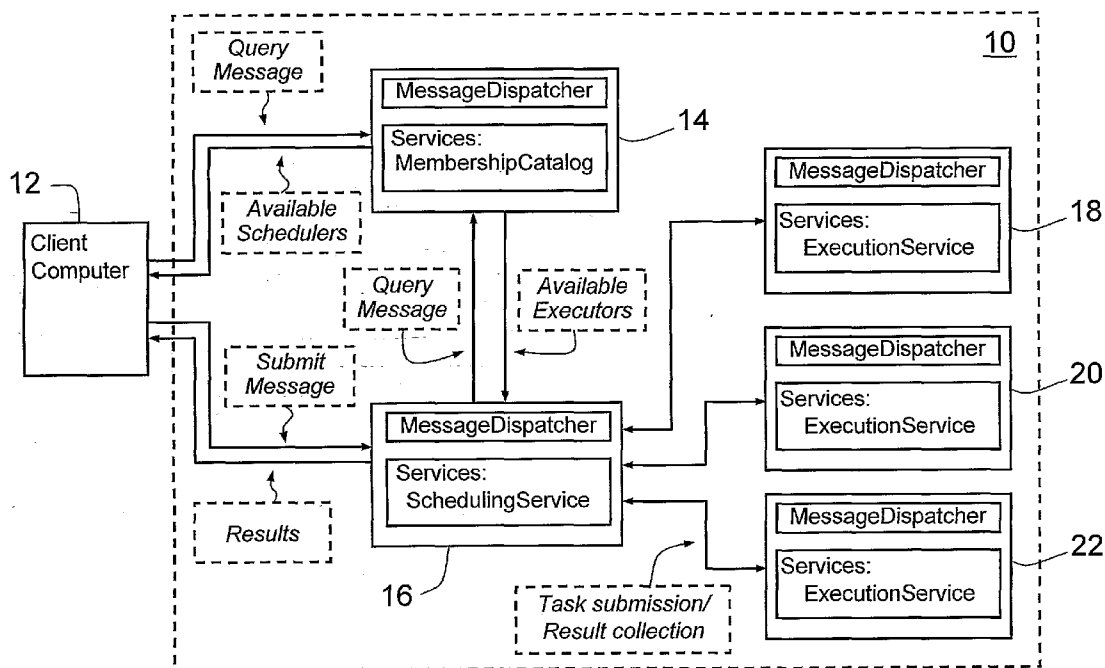 10
Query
Message
MessageDispatcher
Services:
MembershipCatalog
14
12
Client
Computer
Available
Schedulers
MessageDispatcher
Services:
ExecutionService
18
Query
Message
Available
Executors
Submit
Message
MessageDispatcher
Services:
ExecutionService
20
MessageDispatcher
Services:
SchedulingService
16
Results
MessageDispatcher
Services:
ExecutionService
22
Task submission/
Result collection